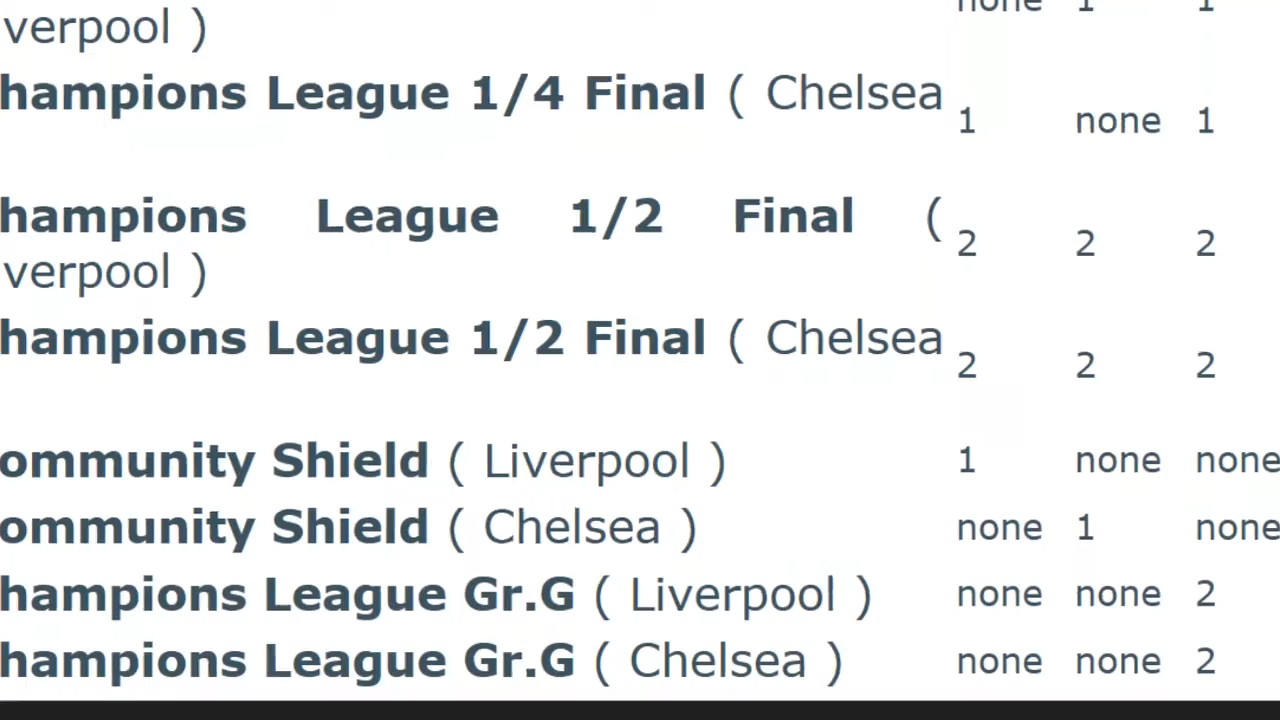 none 1 1
verpool )
hampions League 1/4 Final ( Chelsea
1 none 1
hampions League 1/2 Final (
2 2 2
verpool )
hampions League 1/2 Final ( Chelsea
2 2 2
ommunity Shield ( Liverpool ) 1 none none
ommunity Shield ( Chelsea ) none 1 none
hampions League Gr.G ( Liverpool ) none none 2
hampions League Gr.G ( Chelsea ) none none 2